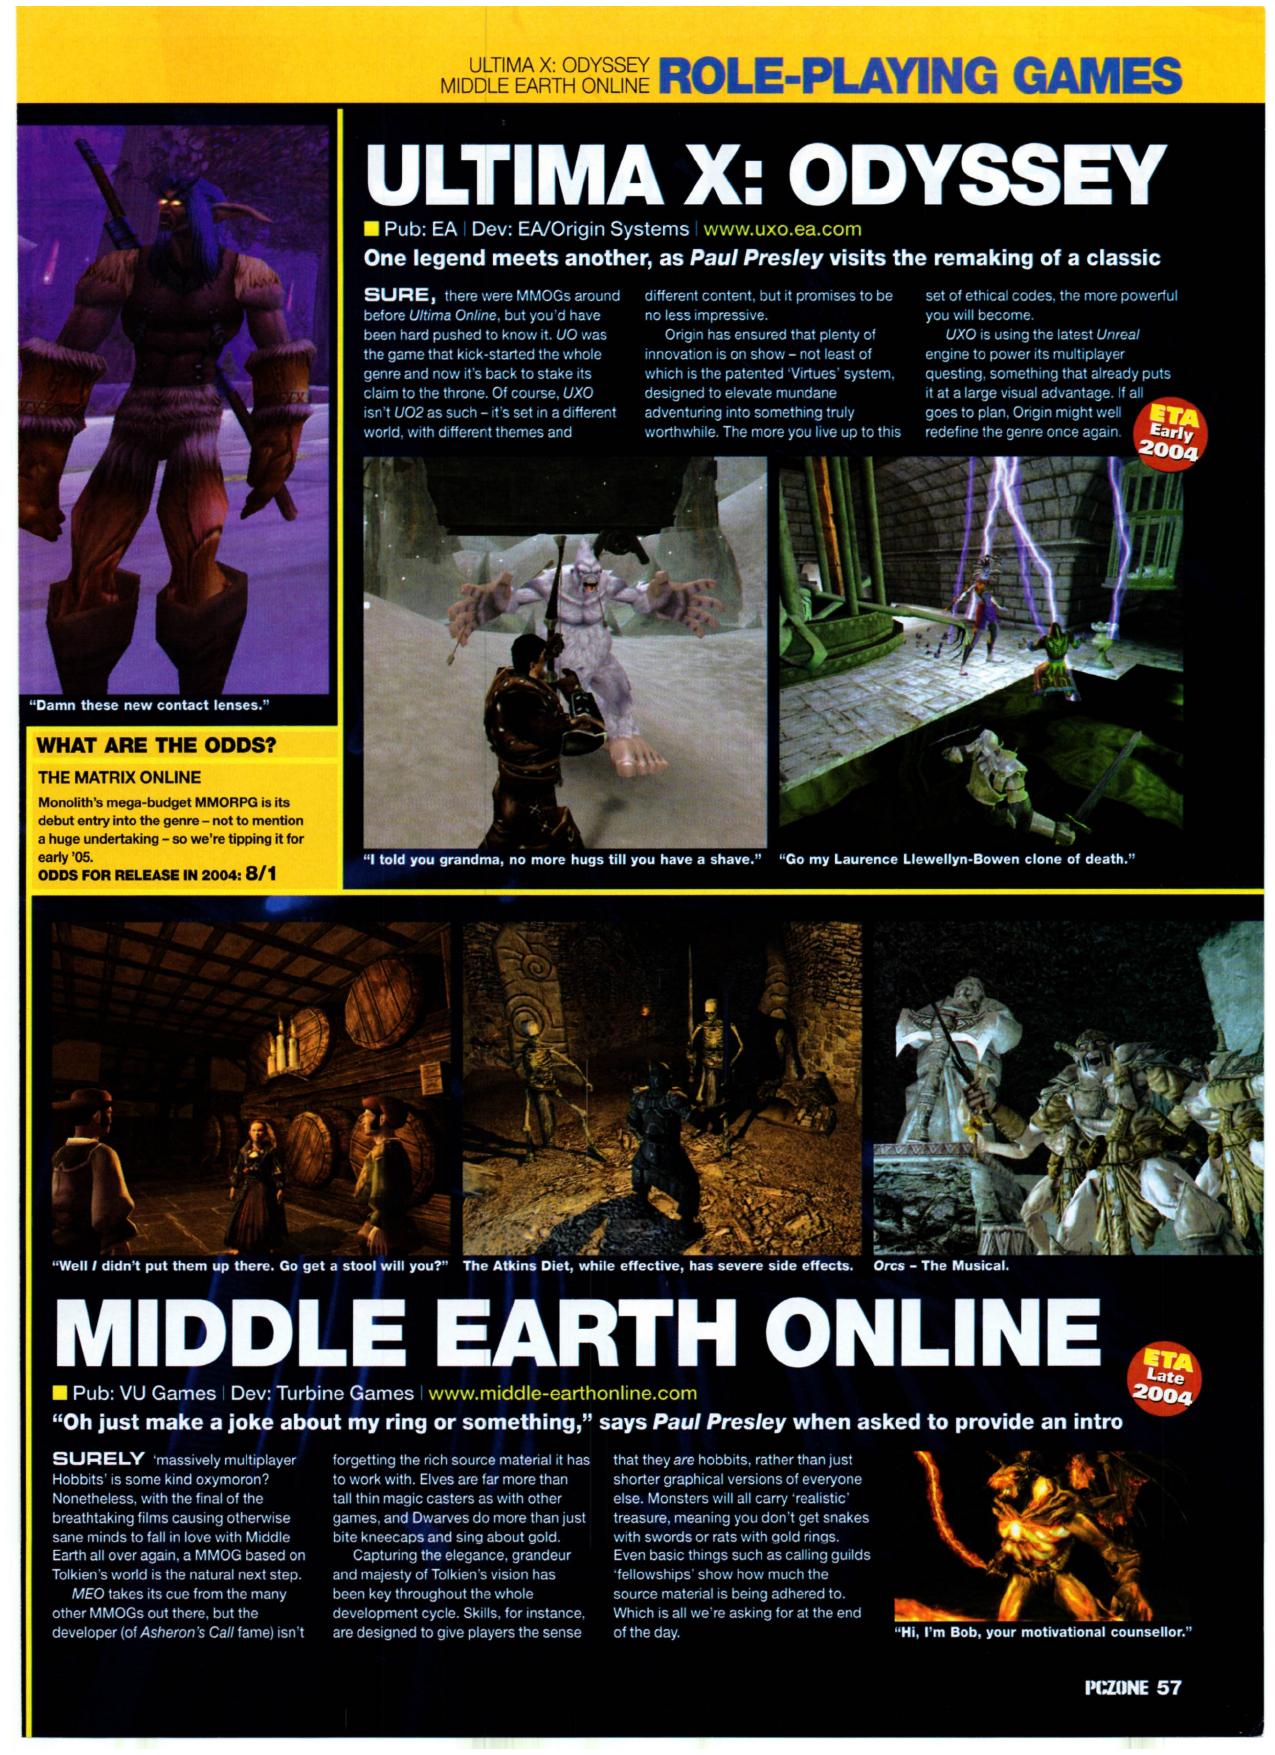 ULTIMA X: ODYSSEY
MIDDLE EARTH ONLINE
ROLE-PLAYING GAMES
"Damn these new contact lenses."
WHAT ARE THE ODDS?
THE MATRIX ONLINE
Monolith's mega-budget MMORPG is its
debut entry into the genre – not to mention
a huge undertaking – so we're tipping it for
early '05.
ODDS FOR RELEASE IN 2004: 8/1
ULTIMA X: ODYSSEY
Pub: EA | Dev: EA/Origin Systems | www.uxo.ea.com
One legend meets another, as Paul Presley visits the remaking of a classic
SURE, there were MMOGs around
before Ultima Online, but you'd have
been hard pushed to know it. UO was
the game that kick-started the whole
genre and now it's back to stake its
claim to the throne. Of course, UXO
isn't UO2 as such – it's set in a different
world, with different themes and
different content, but it promises to be
no less impressive.
Origin has ensured that plenty of
innovation is on show – not least of
which is the patented 'Virtues' system,
designed to elevate mundane
adventuring into something truly
worthwhile. The more you live up to this
set of ethical codes, the more powerful
you will become.
UXO is using the latest Unreal
engine to power its multiplayer
questing, something that already puts
it at a large visual advantage. If all
goes to plan, Origin might well
redefine the genre once again.
ETA
Early
2004
"I told you grandma, no more hugs till you have a shave."
"Go my Laurence Llewellyn-Bowen clone of death."
"Well I didn't put them up there. Go get a stool will you?"
The Atkins Diet, while effective, has severe side effects.
Orcs – The Musical.
MIDDLE EARTH ONLINE
ETA
Late
2004
Pub: VU Games | Dev: Turbine Games | www.middle-earthonline.com
"Oh just make a joke about my ring or something," says Paul Presley when asked to provide an intro
SURELY 'massively multiplayer
Hobbits' is some kind oxymoron?
Nonetheless, with the final of the
breathtaking films causing otherwise
sane minds to fall in love with Middle
Earth all over again, a MMOG based on
Tolkien's world is the natural next step.
MEO takes its cue from the many
other MMOGs out there, but the
developer (of Asheron's Call fame) isn't
forgetting the rich source material it has
to work with. Elves are far more than
tall thin magic casters as with other
games, and Dwarves do more than just
bite kneecaps and sing about gold.
Capturing the elegance, grandeur
and majesty of Tolkien's vision has
been key throughout the whole
development cycle. Skills, for instance,
are designed to give players the sense
that they are hobbits, rather than just
shorter graphical versions of everyone
else. Monsters will all carry 'realistic'
treasure, meaning you don't get snakes
with swords or rats with gold rings.
Even basic things such as calling guilds
'fellowships' show how much the
source material is being adhered to.
Which is all we're asking for at the end
of the day.
"Hi, I'm Bob, your motivational counsellor."
PCZONE 57